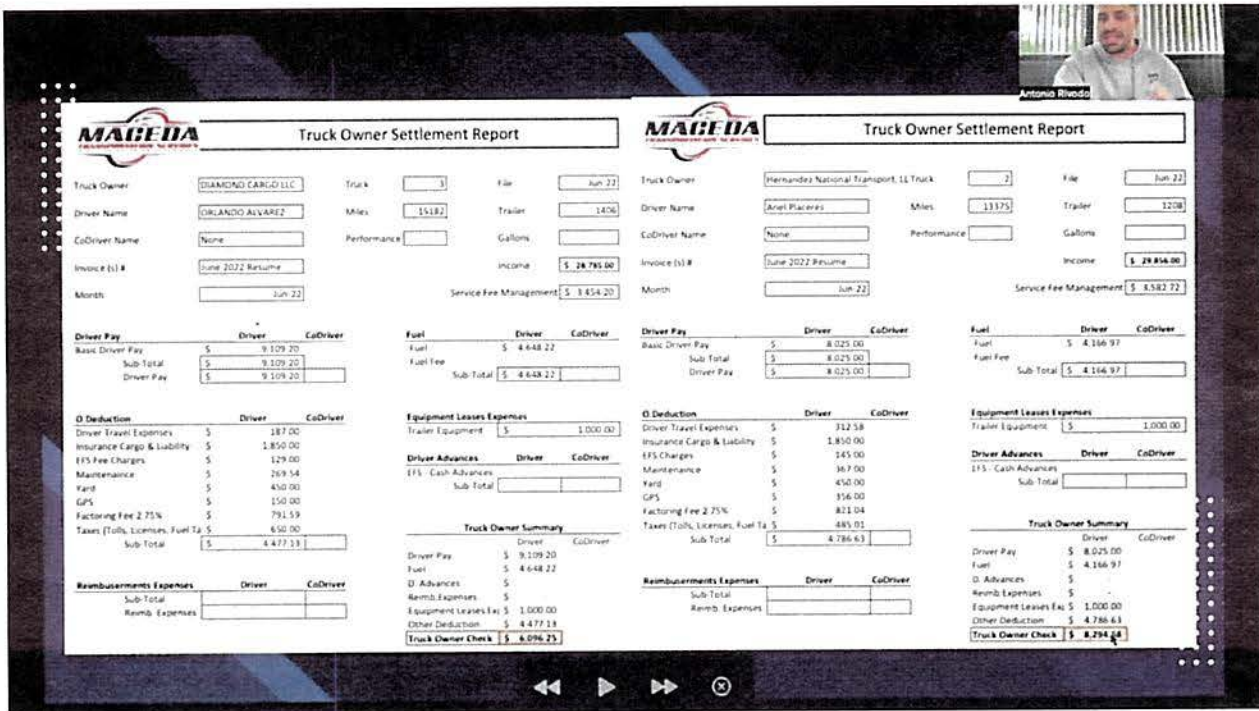 Antonio Rivodo
MACEDA
Truck Owner Settlement Report
Truck Owner DIAMOND CARGO LLC Truck 3 File Jun-22
Driver Name ORLANDO ALVAREZ Miles 15182 Trailer 1406
CoDriver Name None Performance Gallons
Invoice (s) # June 2022 Resume Income $ 28.785.00
Month Jun-22 Service Fee Management $ 3.454.20
Driver Pay Driver CoDriver
Basic Driver Pay $ 9.109.20
Sub-Total $ 9.109.20
Driver Pay $ 9.109.20
Fuel Driver CoDriver
Fuel $ 4.648.22
Fuel Fee
Sub-Total $ 4.648.22
O.Deduction Driver CoDriver
Driver Travel Expenses $ 187.00
Insurance Cargo & Liability $ 1.850.00
EFS Fee Charges $ 129.00
Maintenaince $ 269.54
Yard $ 450.00
GPS $ 150.00
Factoring Fee 2.75% $ 791.59
Taxes (Tolls, Licenses, Fuel Ta $ 650.00
Sub-Total $ 4.477.13
Equipment Leases Expenses
Trailer Equipment $ 1,000.00
Driver Advances Driver CoDriver
EFS - Cash Advances
Sub-Total
Reimbuserments Expenses Driver CoDriver
Sub-Total
Reimb. Expenses
Truck Owner Summary
Driver CoDriver
Driver Pay $ 9,109.20
Fuel $ 4.648.22
D. Advances $
Reimb.Expenses $
Equipment Leases Ex $ 1,000.00
Other Deduction $ 4.477.13
Truck Owner Check $ 6,096.25
MACEDA
Truck Owner Settlement Report
Truck Owner Hernandez National Transport, LL Truck 2 File Jun-22
Driver Name Ariel Placeres Miles 13375 Trailer 1208
CoDriver Name None Performance Gallons
Invoice (s) # June 2022 Resume Income $ 29.856.00
Month Jun-22 Service Fee Management $ 3,582.72
Driver Pay Driver CoDriver
Basic Driver Pay $ 8.025.00
Sub-Total $ 8.025.00
Driver Pay $ 8.025.00
Fuel Driver CoDriver
Fuel $ 4,166.97
Fuel Fee
Sub-Total $ 4.166.97
O.Deduction Driver CoDriver
Driver Travel Expenses $ 312.58
Insurance Cargo & Liability $ 1.850.00
EFS Charges $ 145.00
Maintenaince $ 367.00
Yard $ 450.00
GPS $ 356.00
Factoring Fee 2.75% $ 821.04
Taxes (Tolls, Licenses, Fuel Ta $ 485.01
Sub-Total $ 4.786.63
Equipment Leases Expenses
Trailer Equipment $ 1,000.00
Driver Advances Driver CoDriver
EFS - Cash Advances
Sub-Total
Reimbuserments Expenses Driver CoDriver
Sub-Total
Reimb. Expenses
Truck Owner Summary
Driver CoDriver
Driver Pay $ 8,025.00
Fuel $ 4,166.97
D. Advances $
Reimb.Expenses $ -
Equipment Leases Ex $ 1,000.00
Other Deduction $ 4.786.63
Truck Owner Check $